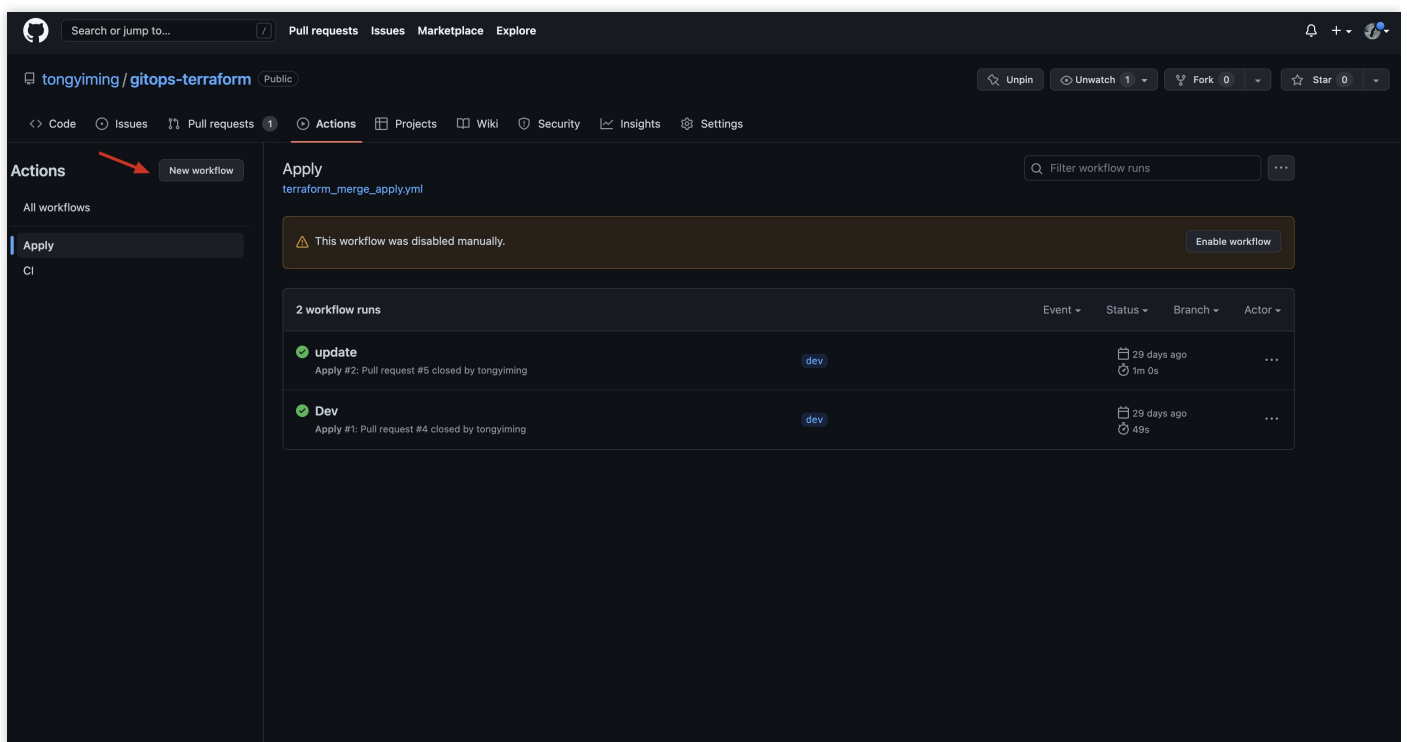 Search or jump to... /
Pull requests Issues Marketplace Explore
tongyiming / gitops-terraform Public
Unpin Unwatch 1 Fork 0 Star 0
Code Issues Pull requests 1 Actions Projects Wiki Security Insights Settings
Actions
New workflow
All workflows
Apply
CI
Apply
terraform_merge_apply.yml
Filter workflow runs
This workflow was disabled manually.
Enable workflow
2 workflow runs
Event Status Branch Actor
update
Apply #2: Pull request #5 closed by tongyiming
dev
29 days ago
1m 0s
Dev
Apply #1: Pull request #4 closed by tongyiming
dev
29 days ago
49s